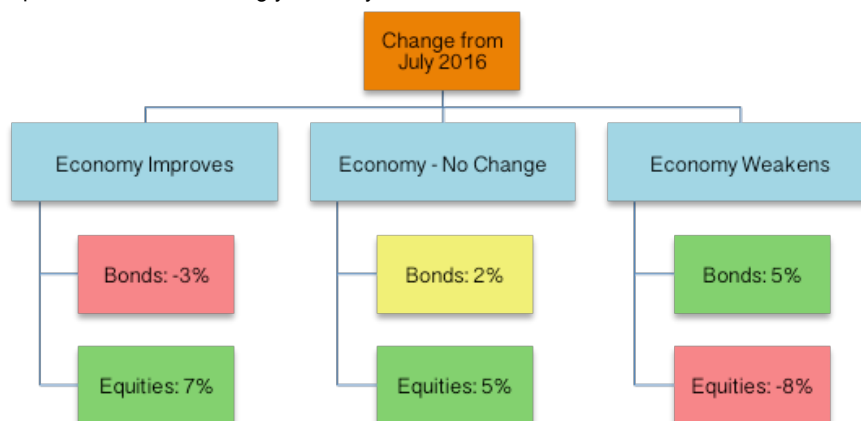 Change from
July 2016
Economy Improves
Economy - No Change
Economy Weakens
Bonds: -3%
Bonds: 2%
Bonds: 5%
Equities: 7%
Equities: 5%
Equities: -8%